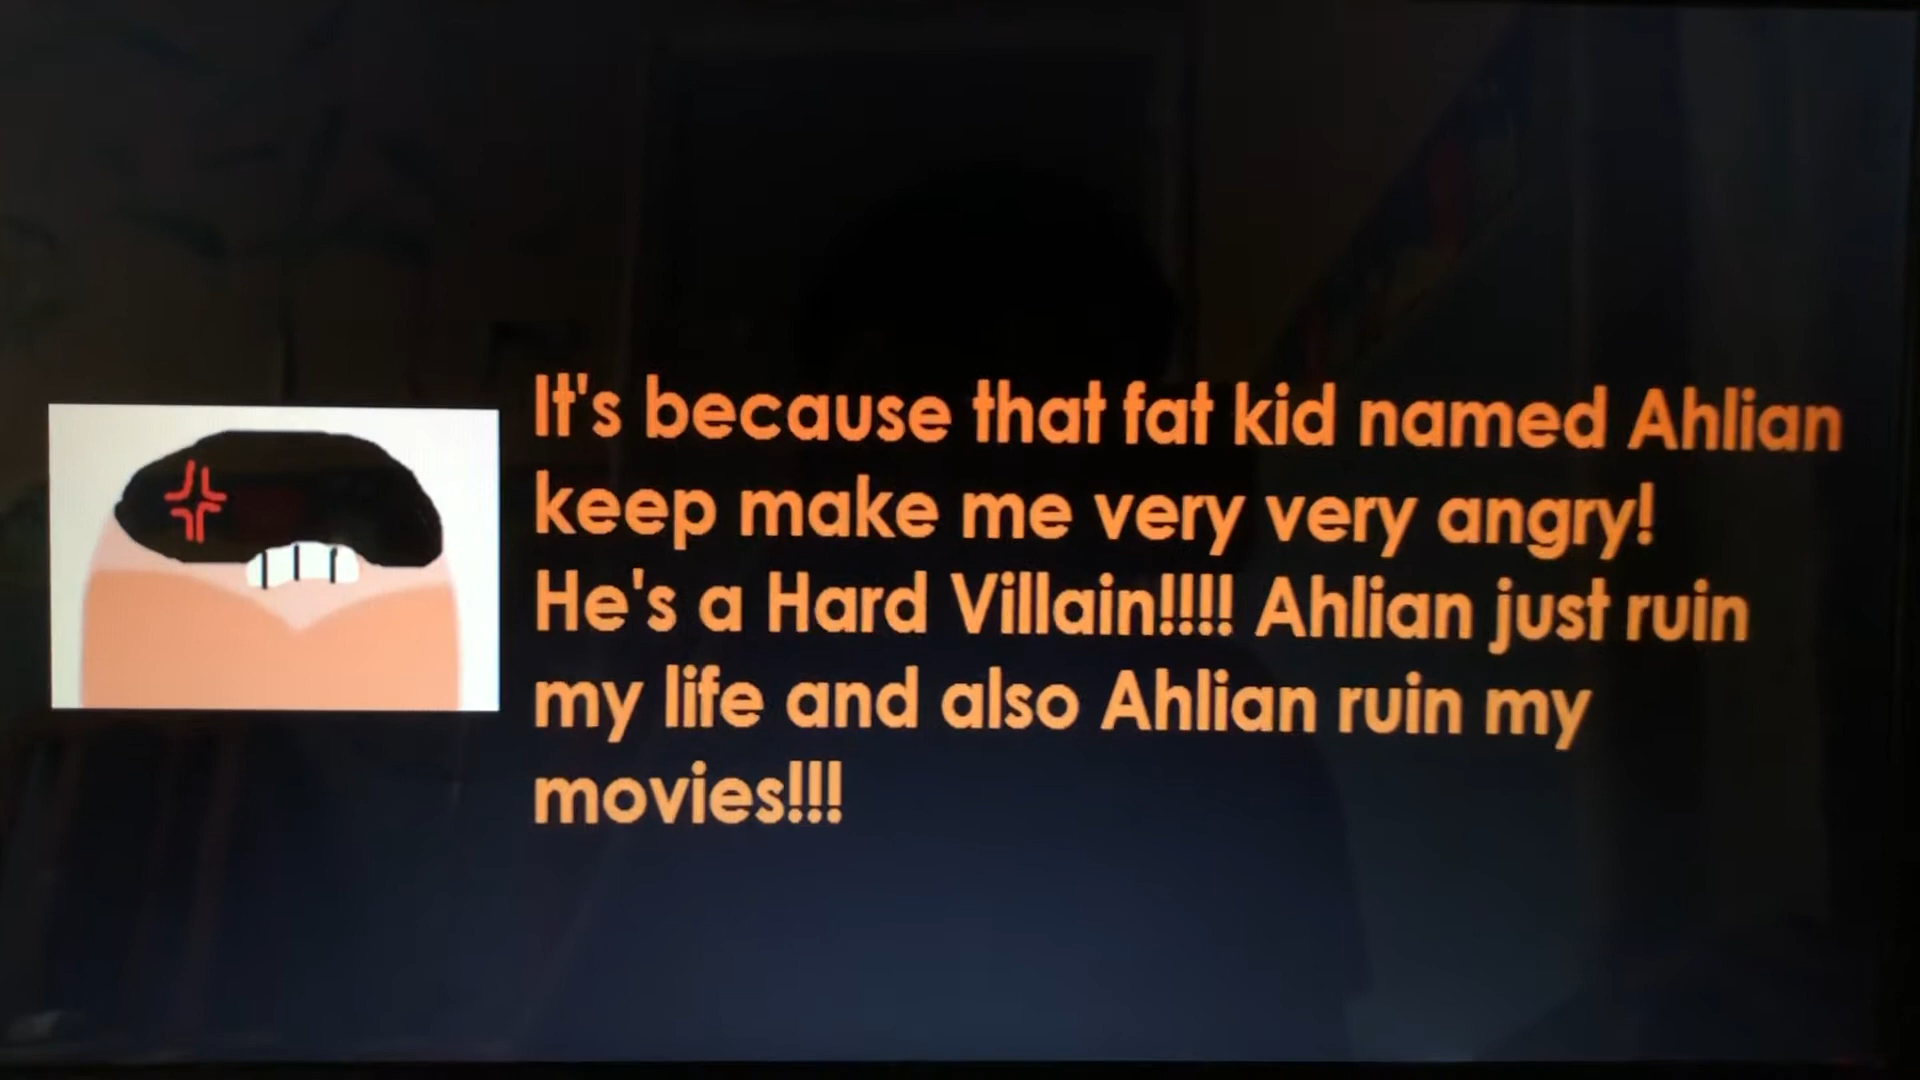 It's because that fat kid named Ahlian
keep make me very very angry!
He's a Hard Villain!!!! Ahlian just ruin
my life and also Ahlian ruin my
movies!!!